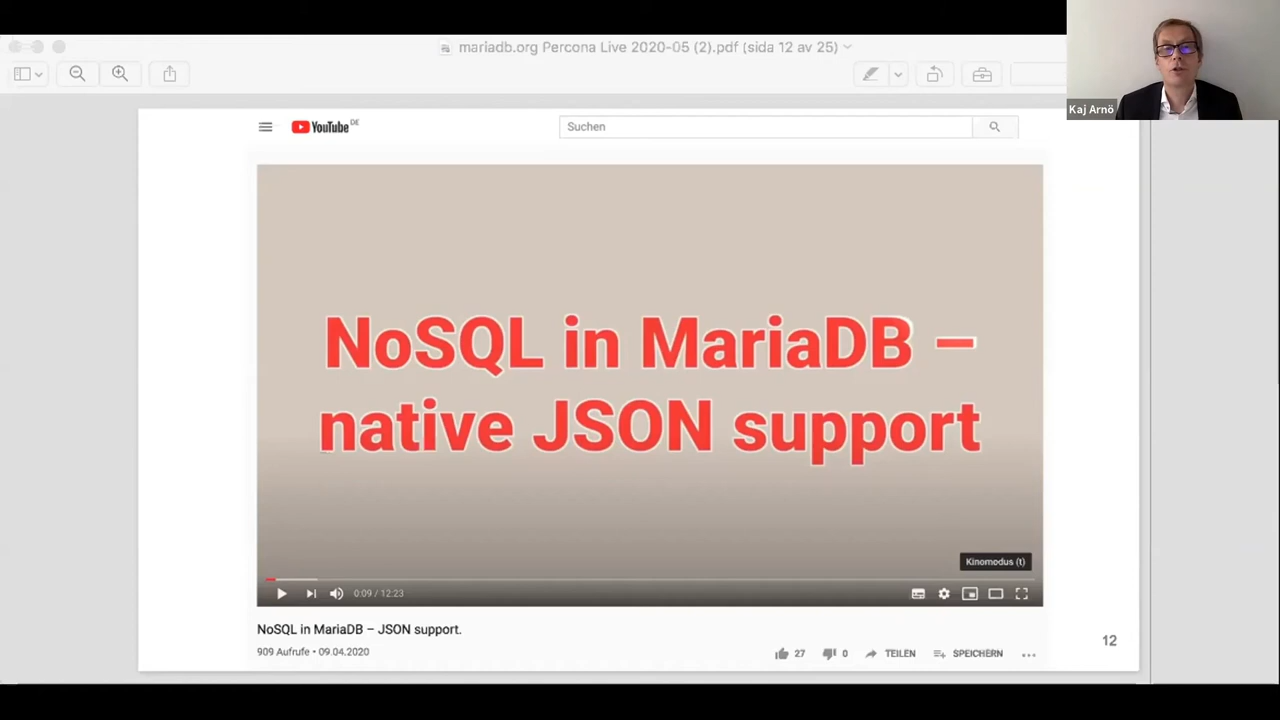 mariadb.org Percona Live 2020-05 (2).pdf (sida 12 av 25)
Kaj Arnö
YouTube DE
Suchen
NoSQL in MariaDB –
native JSON support
Kinomodus (t)
0:09 / 12:23
NoSQL in MariaDB – JSON support.
909 Aufrufe • 09.04.2020
27
0
TEILEN
SPEICHERN
12